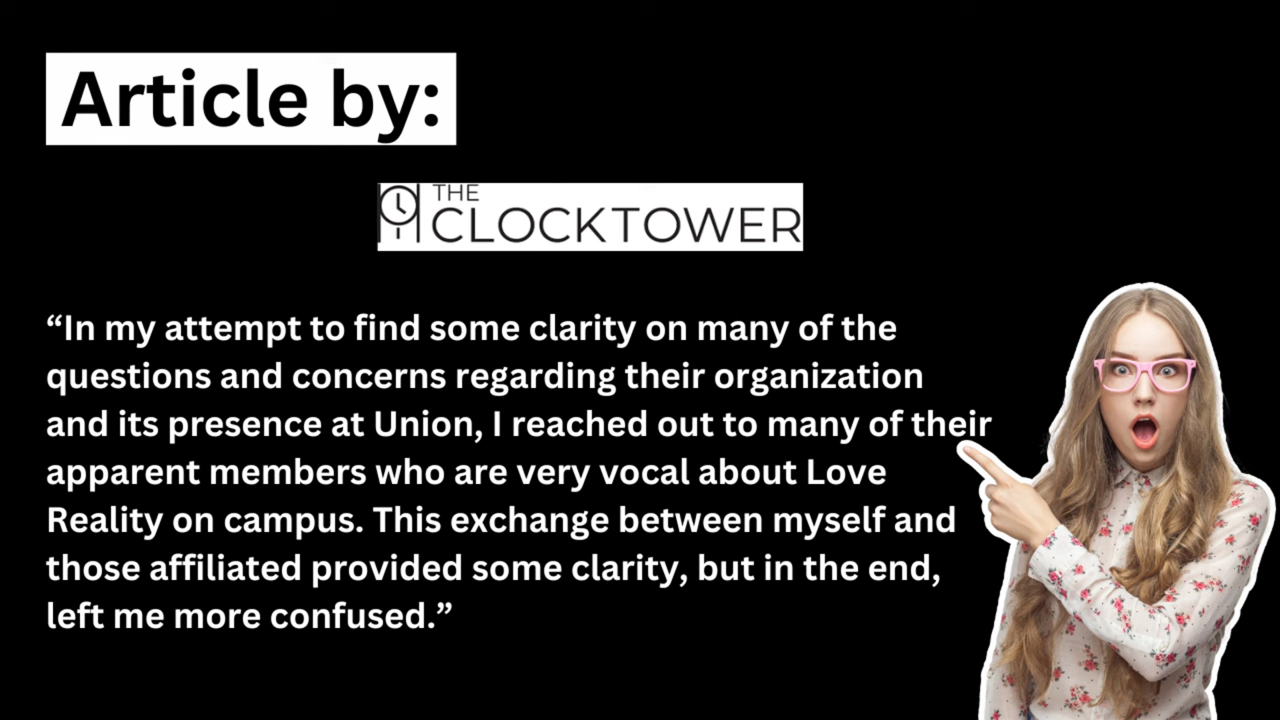 Article by:
THE
CLOCKTOWER
“In my attempt to find some clarity on many of the
questions and concerns regarding their organization
and its presence at Union, I reached out to many of their
apparent members who are very vocal about Love
Reality on campus. This exchange between myself and
those affiliated provided some clarity, but in the end,
left me more confused.”